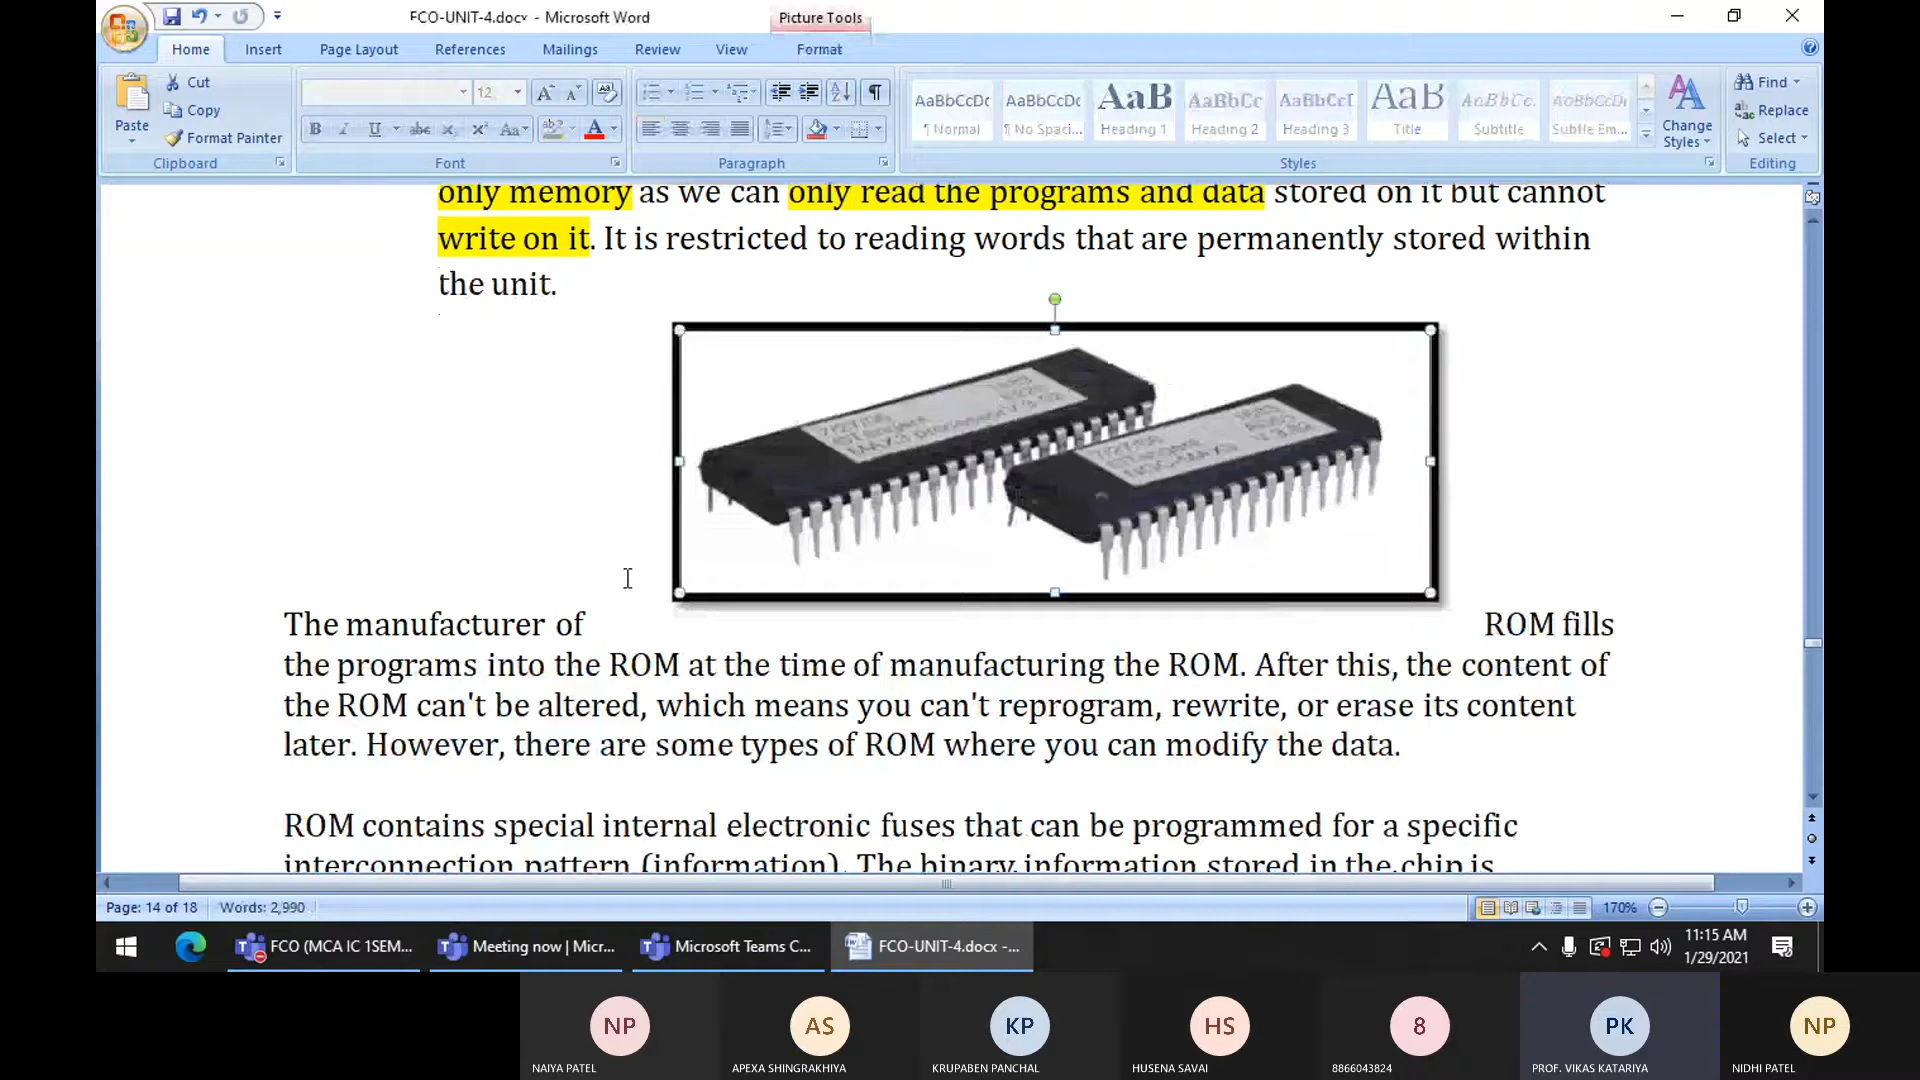 FCO-UNIT-4.docx - Microsoft Word
Picture Tools
Home Insert Page Layout References Mailings Review View Format
Paste
Cut
Copy
Format Painter
Clipboard
12
Font
Paragraph
AaBbCcDc AaBbCcDc AaB AaBbCc AaBbCcI AaB AaBbCc. AaBbCcDi
¶ Normal ¶ No Spaci... Heading 1 Heading 2 Heading 3 Title Subtitle Subtle Em...
Change Styles
Styles
Find
Replace
Select
Editing
only memory as we can only read the programs and data stored on it but cannot
write on it. It is restricted to reading words that are permanently stored within
the unit.
The manufacturer of ROM fills
the programs into the ROM at the time of manufacturing the ROM. After this, the content of
the ROM can't be altered, which means you can't reprogram, rewrite, or erase its content
later. However, there are some types of ROM where you can modify the data.
ROM contains special internal electronic fuses that can be programmed for a specific
interconnection pattern (information). The binary information stored in the chip is
Page: 14 of 18 Words: 2,990
170%
FCO (MCA IC 1SEM... Meeting now | Micr... Microsoft Teams C... FCO-UNIT-4.docx -...
11:15 AM
1/29/2021
NP AS KP HS 8 PK NP
NAIYA PATEL APEXA SHINGRAKHIYA KRUPABEN PANCHAL HUSENA SAVAI 8866043824 PROF. VIKAS KATARIYA NIDHI PATEL